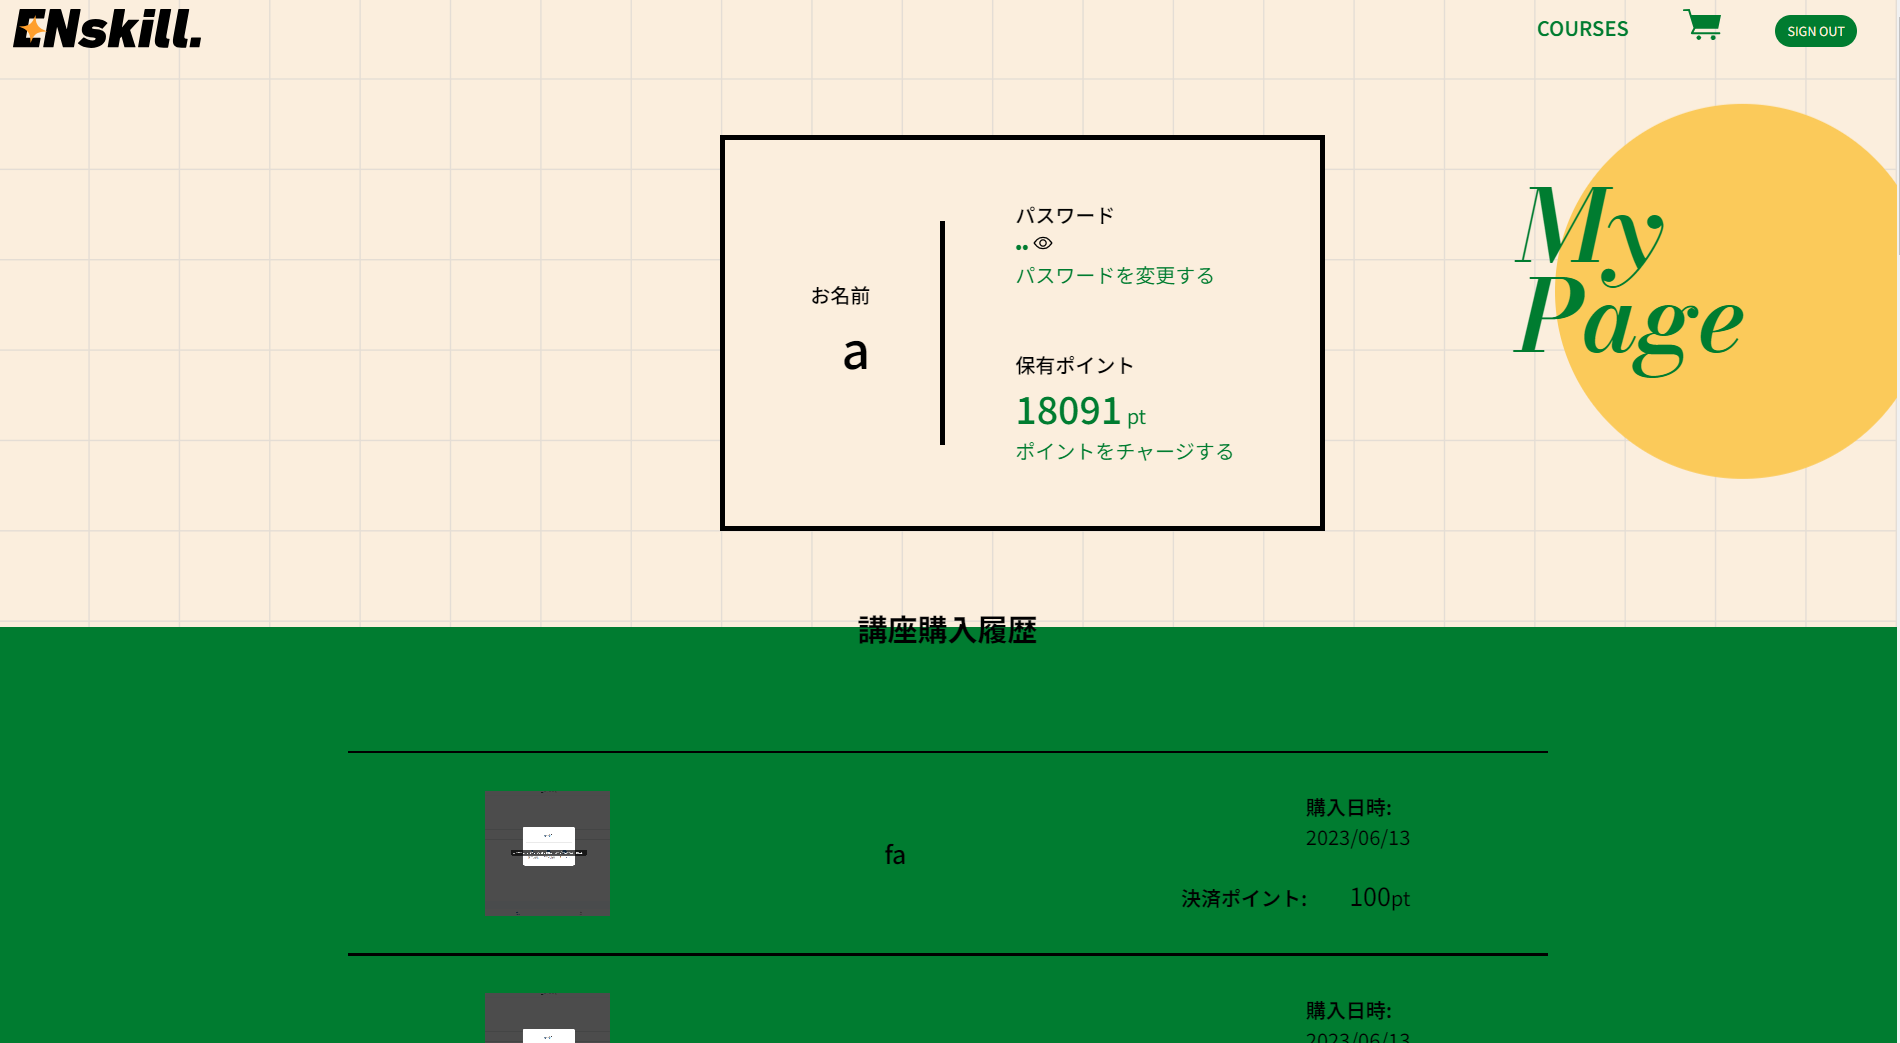 ENskill.
COURSES
SIGN OUT
My
Page
お名前
a
パスワード
••
パスワードを変更する
保有ポイント
18091 pt
ポイントをチャージする
講座購入履歴
fa
購入日時:
2023/06/13
決済ポイント: 100pt
購入日時:
2023/06/13